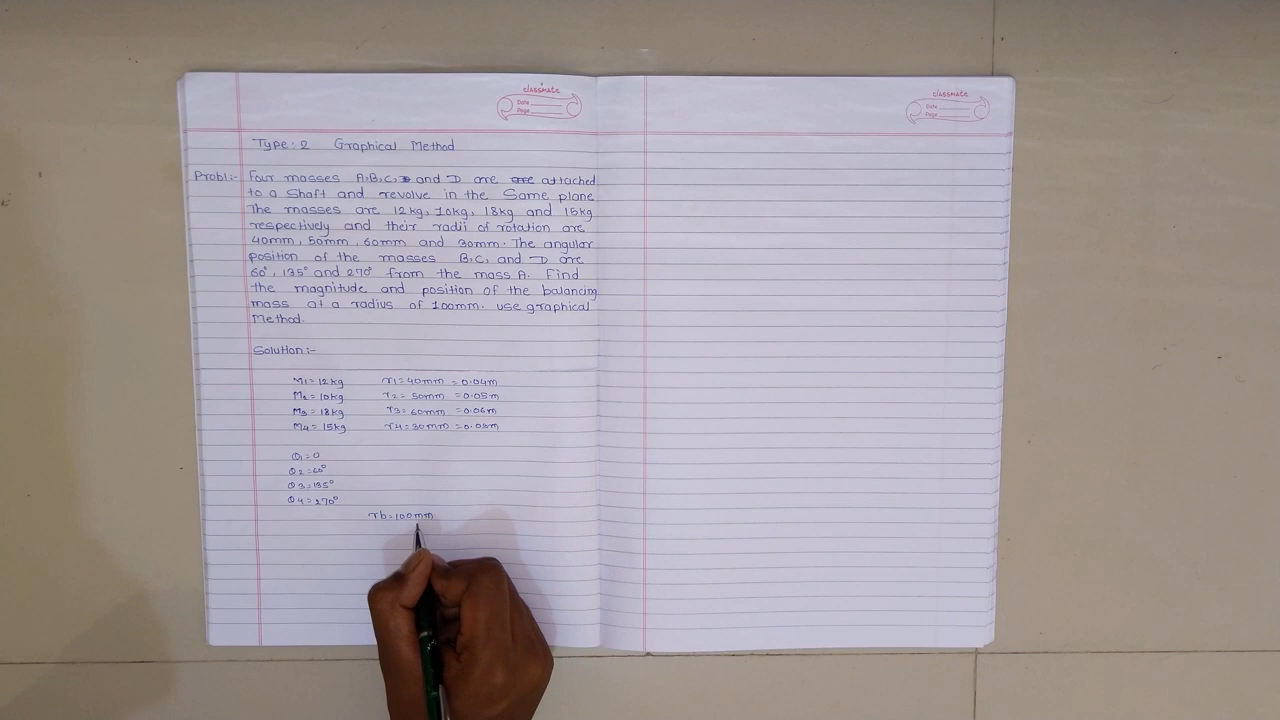 classmate
Date
Page
classmate
Date
Page
Type: 2 Graphical Method
Prob1:- Four masses A, B, C, and D are attached
to a Shaft and revolve in the Same plane
The masses are 12kg, 10kg, 18kg and 15kg
respectively and their radii of rotation are
40mm, 50mm, 60mm and 30mm. The angular
position of the masses B, C, and D are
60°, 135° and 270° from the mass A. Find
the magnitude and position of the balancing
mass at a radius of 100mm. use graphical
Method.
Solution:-
M1 = 12kg r1 = 40mm = 0.04m
M2 = 10kg r2 = 50mm = 0.05m
M3 = 18kg r3 = 60mm = 0.06m
M4 = 15kg r4 = 30mm = 0.03m
θ1 = 0
θ2 = 60°
θ3 = 135°
θ4 = 270°
rb = 100mm